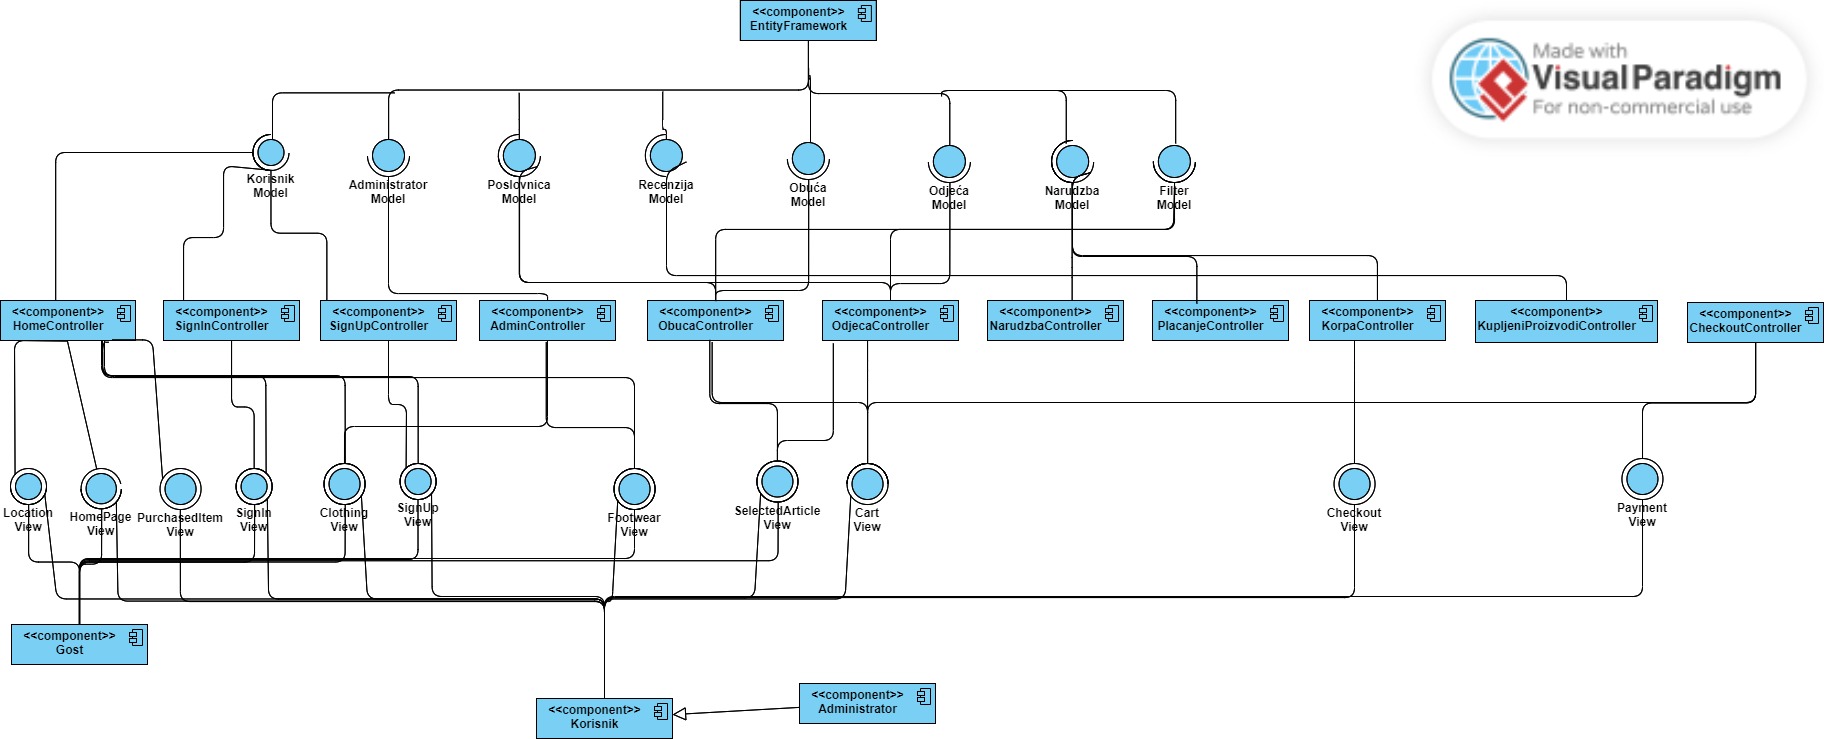 <<component>>
EntityFramework
Made with
Visual Paradigm
For non-commercial use
Korisnik
Model
Administrator
Model
Poslovnica
Model
Recenzija
Model
Obuća
Model
Odjeća
Model
Narudzba
Model
Filter
Model
<<component>>
HomeController
<<component>>
SignInController
<<component>>
SignUpController
<<component>>
AdminController
<<component>>
ObucaController
<<component>>
OdjecaController
<<component>>
NarudzbaController
<<component>>
PlacanjeController
<<component>>
KorpaController
<<component>>
KupljeniProizvodiController
<<component>>
CheckoutController
Location
View
HomePage
View
PurchasedItem
View
SignIn
View
Clothing
View
SignUp
View
Footwear
View
SelectedArticle
View
Cart
View
Checkout
View
Payment
View
<<component>>
Gost
<<component>>
Korisnik
<<component>>
Administrator